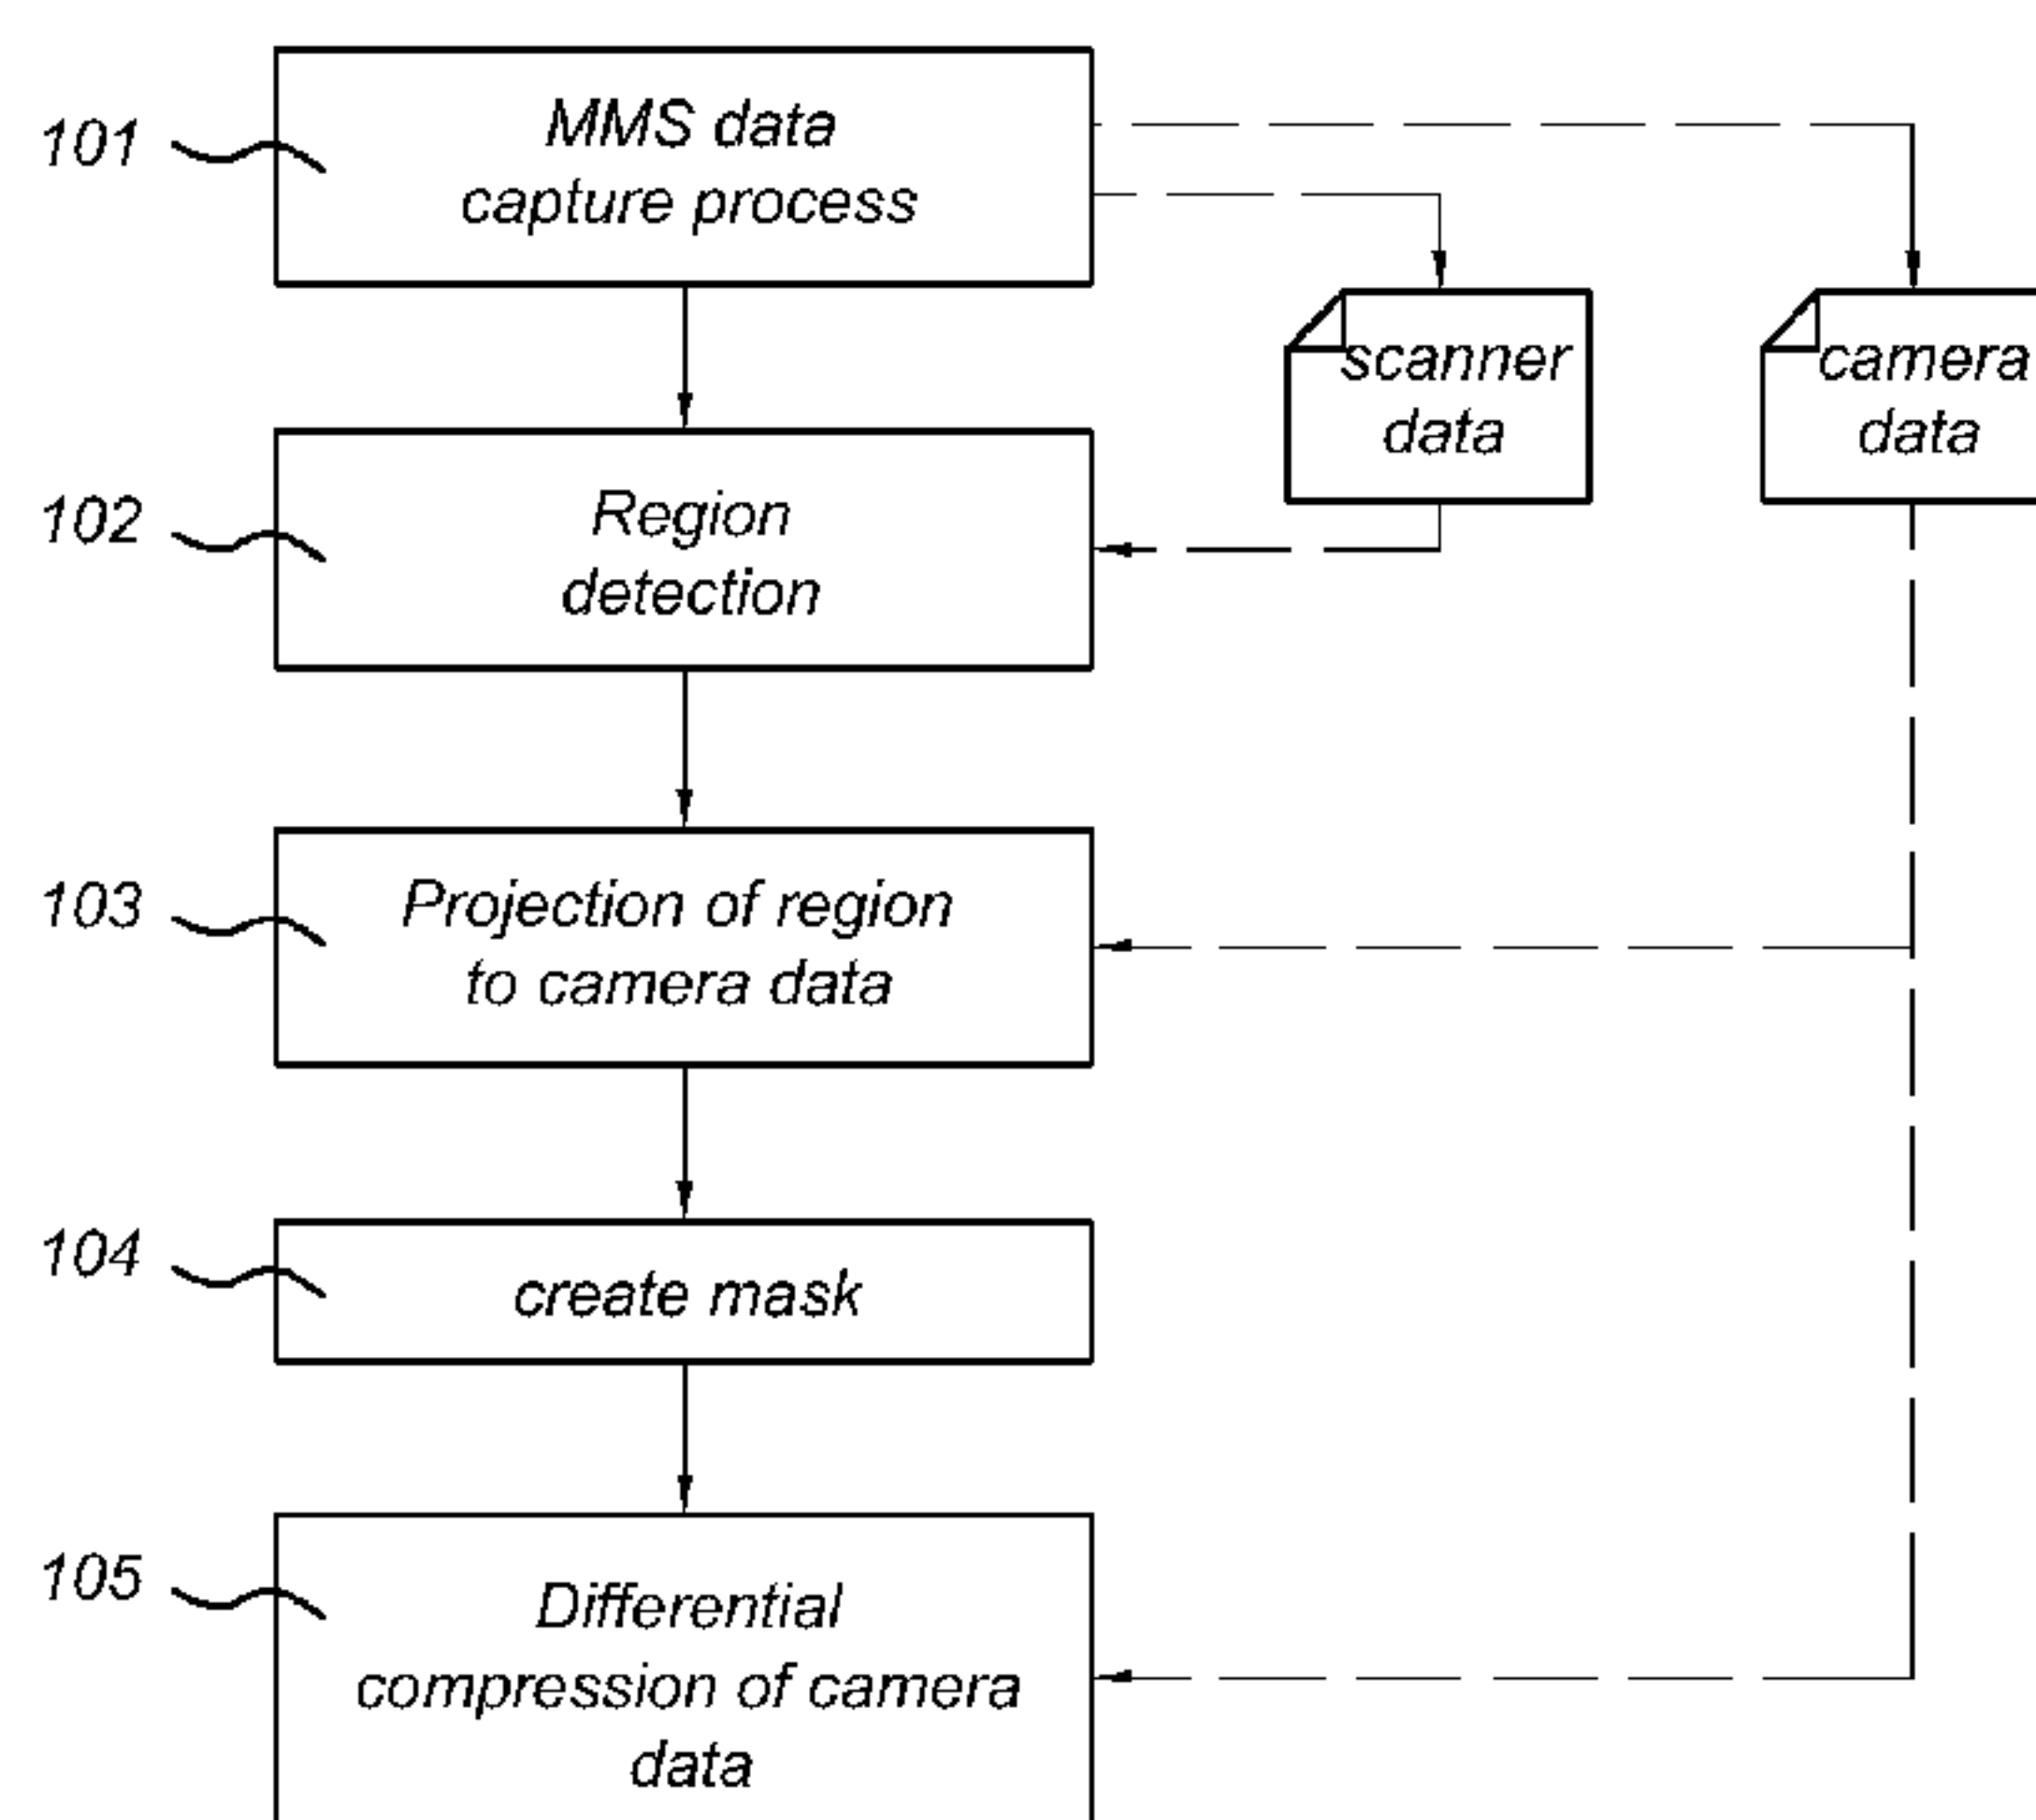 101
MMS data
capture process
scanner
data
camera
data
102
Region
detection
103
Projection of region
to camera data
104
create mask
105
Differential
compression of camera
data